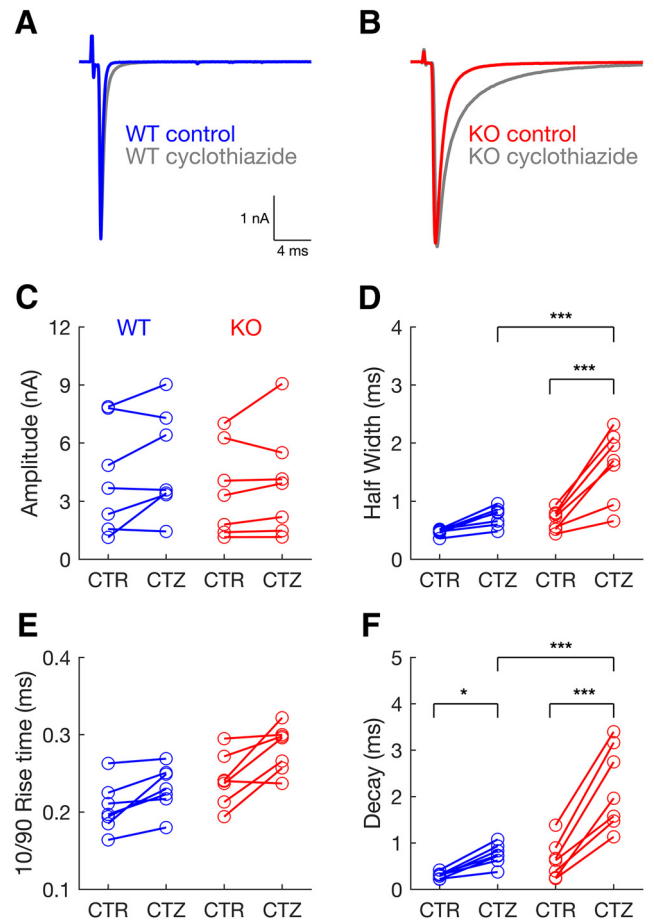 A
WT control
WT cyclothiazide
1 nA
4 ms
B
KO control
KO cyclothiazide
C
WT KO
Amplitude (nA)
12
9
6
3
0
CTR CTZ CTR CTZ
D
***
***
Half Width (ms)
4
3
2
1
0
CTR CTZ CTR CTZ
E
10/90 Rise time (ms)
0.4
0.3
0.2
0.1
CTR CTZ CTR CTZ
F
***
* ***
Decay (ms)
5
4
3
2
1
0
CTR CTZ CTR CTZ